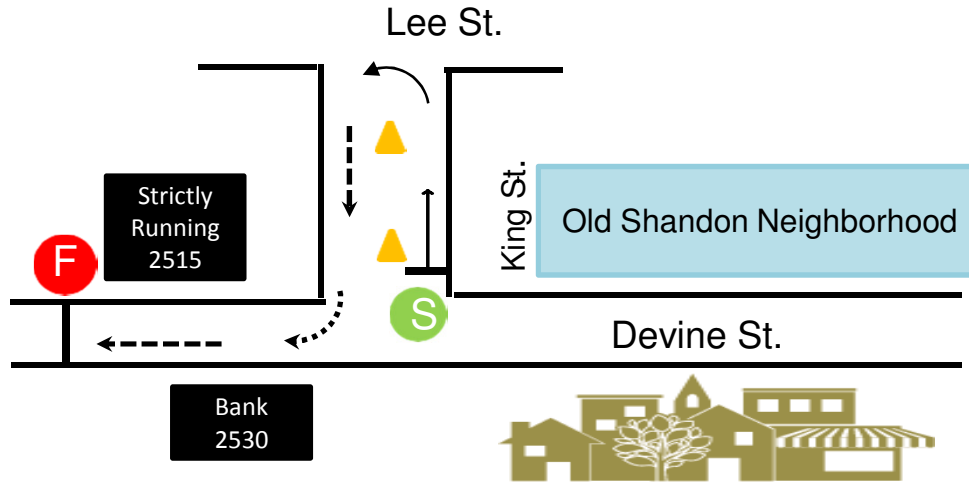 Lee St.
Strictly
Running
2515
F
King St.
Old Shandon Neighborhood
S
Devine St.
Bank
2530